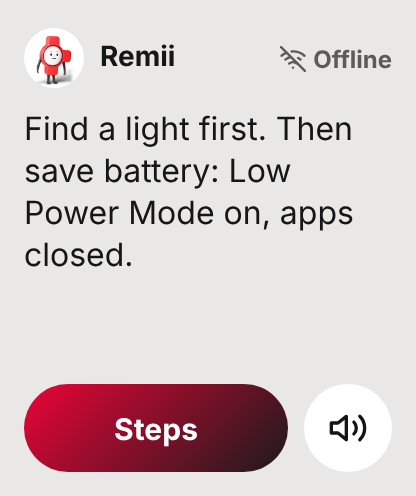 Remii
Offline
Find a light first. Then
save battery: Low
Power Mode on, apps
closed.
Steps